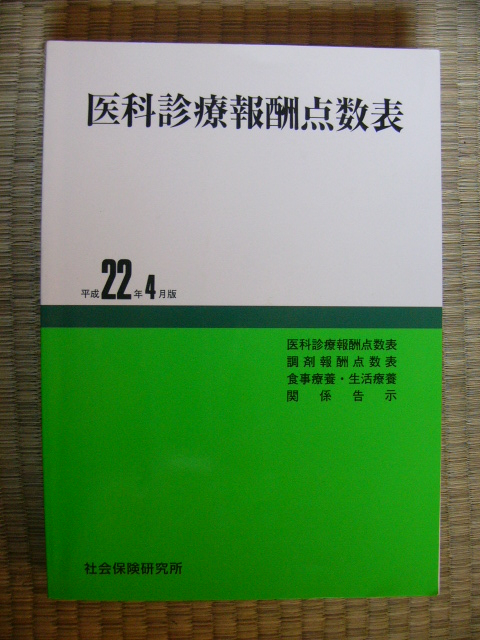 医科診療報酬点数表
平成22年4月版
医科診療報酬点数表
調剤報酬点数表
食事療養・生活療養
関係告示
社会保険研究所